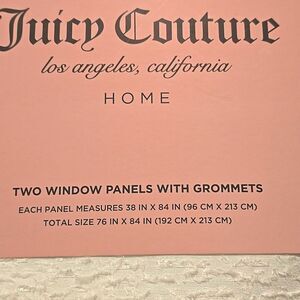 Juicy Couture
los angeles, california
HOME
TWO WINDOW PANELS WITH GROMMETS
EACH PANEL MEASURES 38 IN X 84 IN (96 CM X 213 CM)
TOTAL SIZE 76 IN X 84 IN (192 CM X 213 CM)